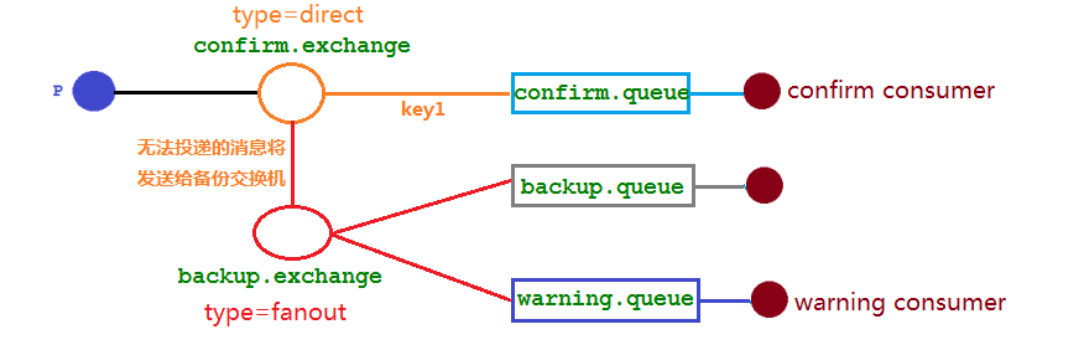 type=direct
confirm.exchange
P
confirm.queue
confirm consumer
key1
无法投递的消息将
发送给备份交换机
backup.queue
backup.exchange
type=fanout
warning.queue
warning consumer